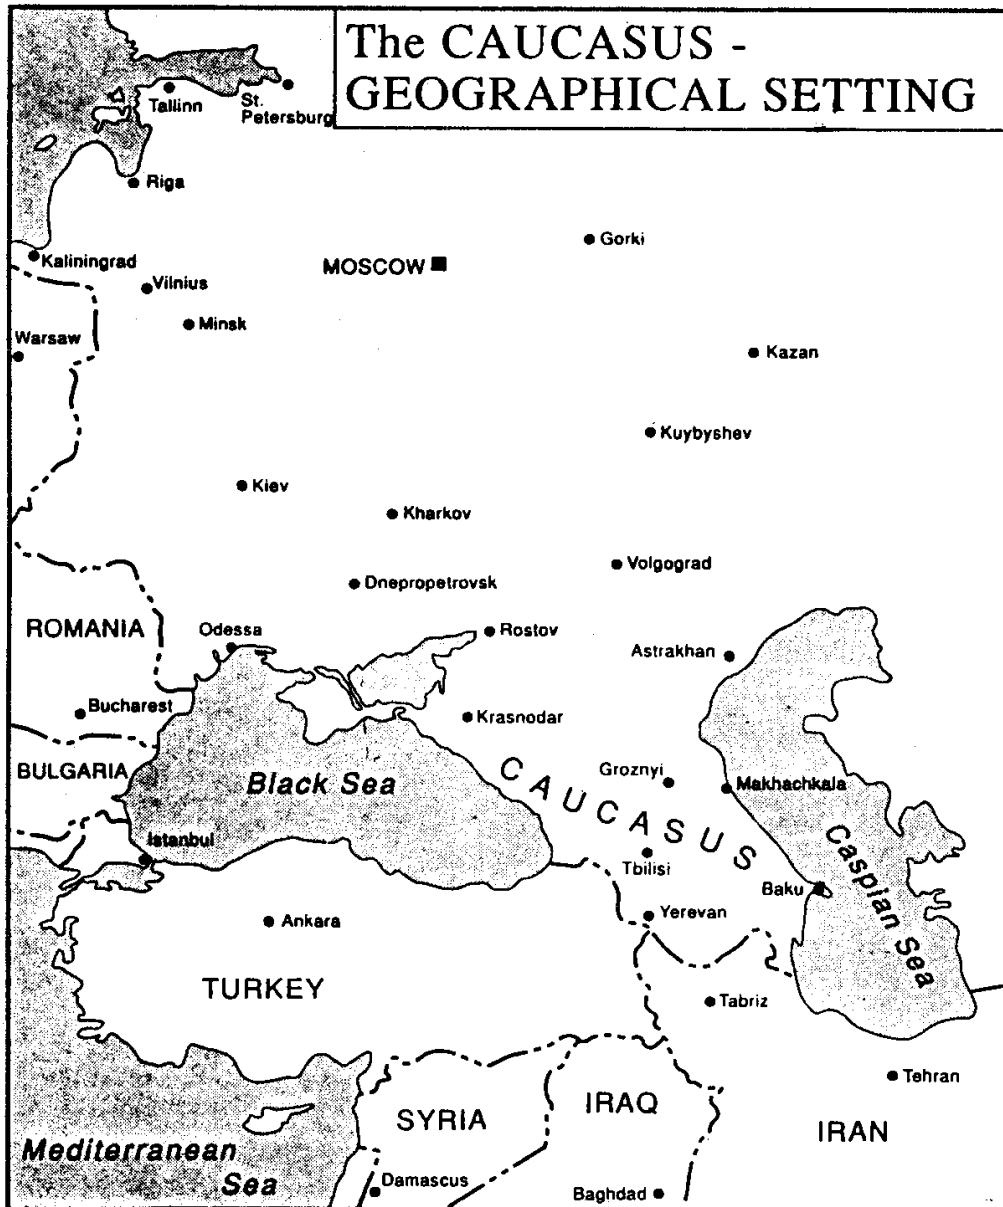 The CAUCASUS -
GEOGRAPHICAL SETTING
Tallinn
St.
Petersburg
Riga
Gorki
Kaliningrad
MOSCOW
Vilnius
Minsk
Warsaw
Kazan
Kuybyshev
Kiev
Kharkov
Volgograd
Dnepropetrovsk
ROMANIA
Odessa
Rostov
Astrakhan
Bucharest
Krasnodar
BULGARIA
Black Sea
CAUCASUS
Groznyi
Makhachkala
Istanbul
Tbilisi
Caspian Sea
Baku
Ankara
Yerevan
TURKEY
Tabriz
Tehran
SYRIA
IRAQ
IRAN
Mediterranean
Sea
Damascus
Baghdad